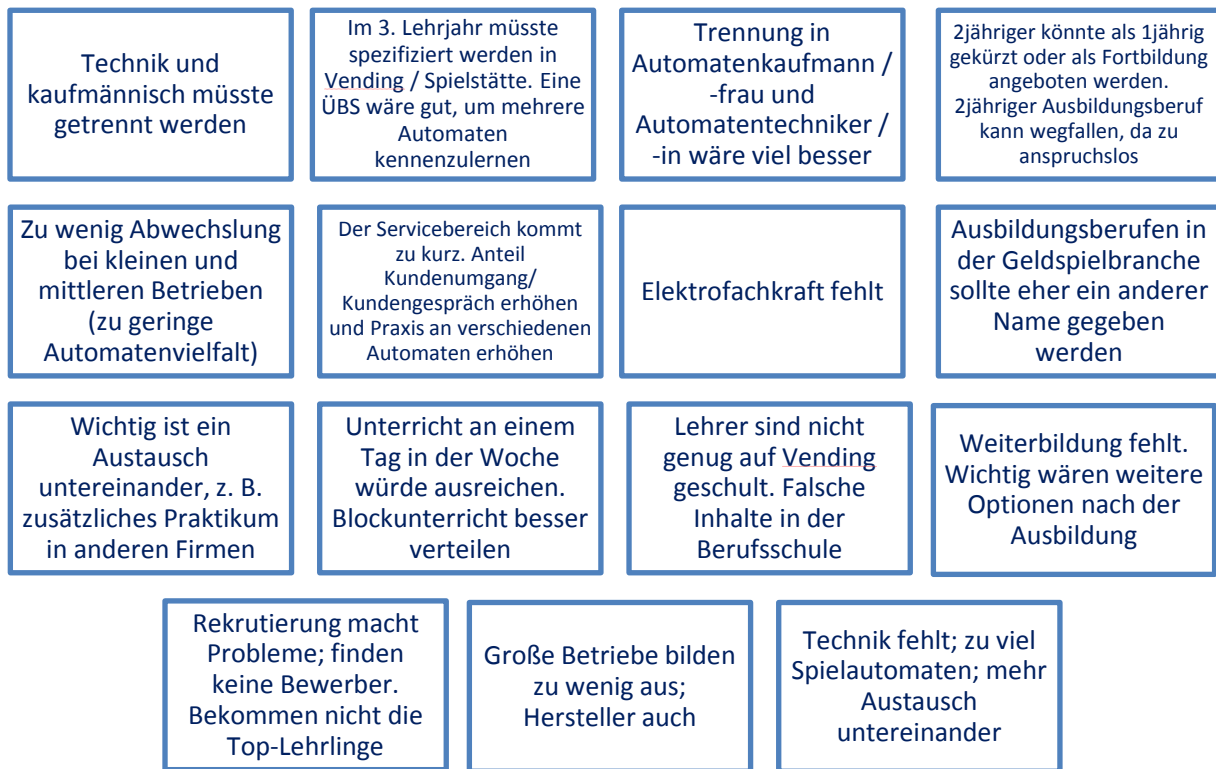 Technik und
kaufmännisch müsste
getrennt werden
Im 3. Lehrjahr müsste
spezifiziert werden in
Vending / Spielstätte. Eine
ÜBS wäre gut, um mehrere
Automaten
kennenzulernen
Trennung in
Automatenkaufmann /
-frau und
Automatentechniker /
-in wäre viel besser
2jähriger könnte als 1jährig
gekürzt oder als Fortbildung
angeboten werden.
2jähriger Ausbildungsberuf
kann wegfallen, da zu
anspruchslos
Zu wenig Abwechslung
bei kleinen und
mittleren Betrieben
(zu geringe
Automatenvielfalt)
Der Servicebereich kommt
zu kurz. Anteil
Kundenumgang/
Kundengespräch erhöhen
und Praxis an verschiedenen
Automaten erhöhen
Elektrofachkraft fehlt
Ausbildungsberufen in
der Geldspielbranche
sollte eher ein anderer
Name gegeben
werden
Wichtig ist ein
Austausch
untereinander, z. B.
zusätzliches Praktikum
in anderen Firmen
Unterricht an einem
Tag in der Woche
würde ausreichen.
Blockunterricht besser
verteilen
Lehrer sind nicht
genug auf Vending
geschult. Falsche
Inhalte in der
Berufsschule
Weiterbildung fehlt.
Wichtig wären weitere
Optionen nach der
Ausbildung
Rekrutierung macht
Probleme; finden
keine Bewerber.
Bekommen nicht die
Top-Lehrlinge
Große Betriebe bilden
zu wenig aus;
Hersteller auch
Technik fehlt; zu viel
Spielautomaten; mehr
Austausch
untereinander